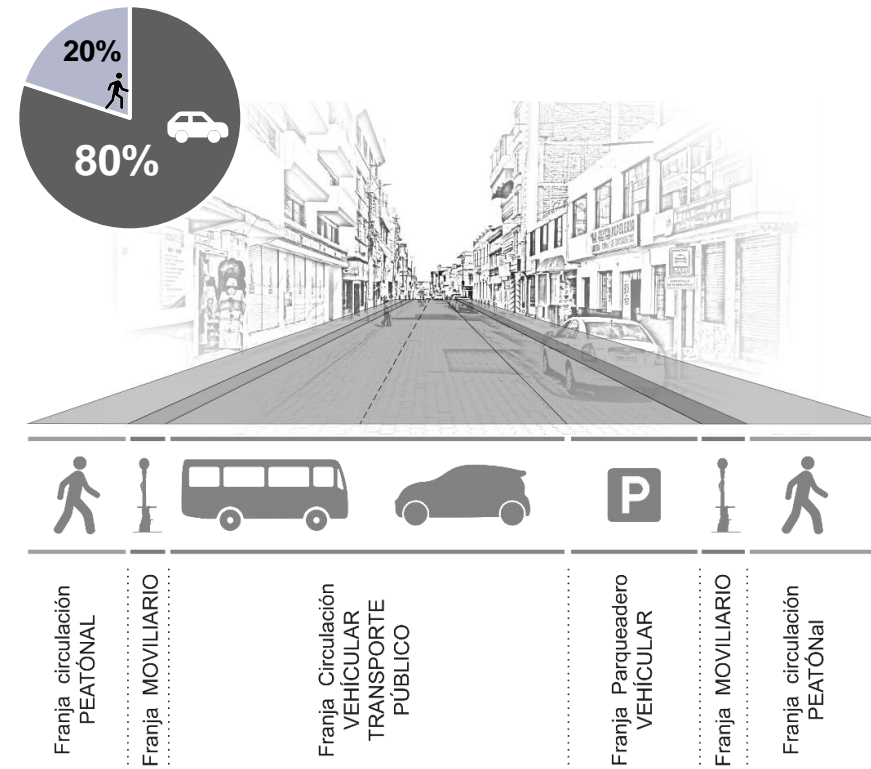 20%
80%
P
Franja circulación
PEATÓNAL
Franja MOVILIARIO
Franja Circulación
VEHÍCULAR
TRANSPORTE
PÚBLICO
Franja Parqueadero
VEHÍCULAR
Franja MOVILIARIO
Franja circulación
PEATÓNal